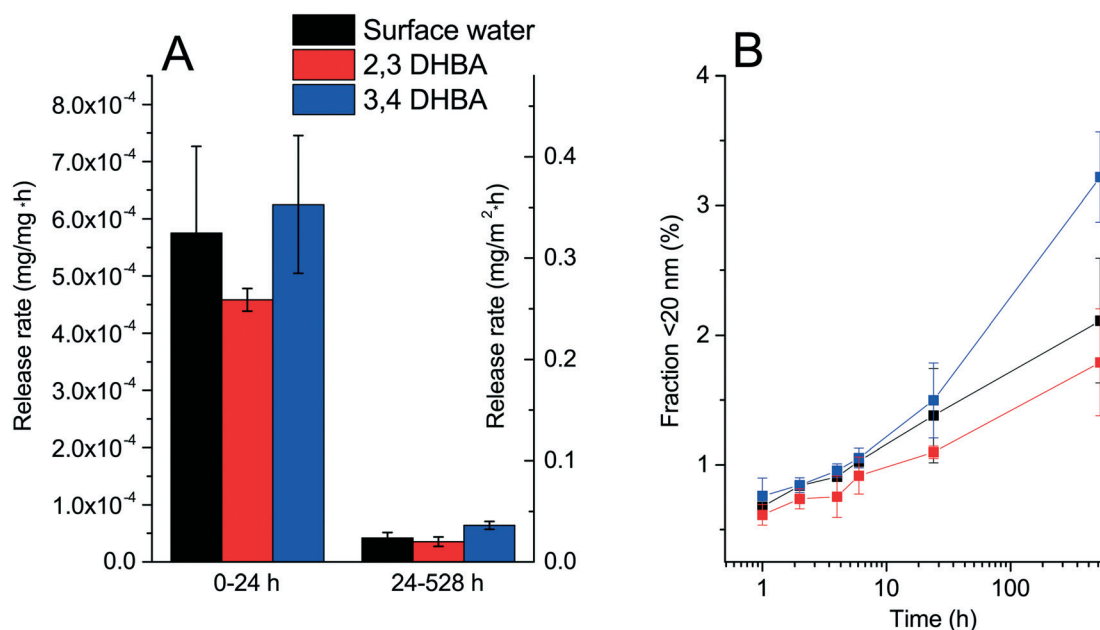 A
Surface water
2,3 DHBA
3,4 DHBA
Release rate (mg/mg*h)
8.0x10⁻⁴
7.0x10⁻⁴
6.0x10⁻⁴
5.0x10⁻⁴
4.0x10⁻⁴
3.0x10⁻⁴
2.0x10⁻⁴
1.0x10⁻⁴
0.0
0-24 h
24-528 h
Release rate (mg/m²*h)
0.4
0.3
0.2
0.1
0.0
B
Fraction <20 nm (%)
4
3
2
1
1
10
100
Time (h)